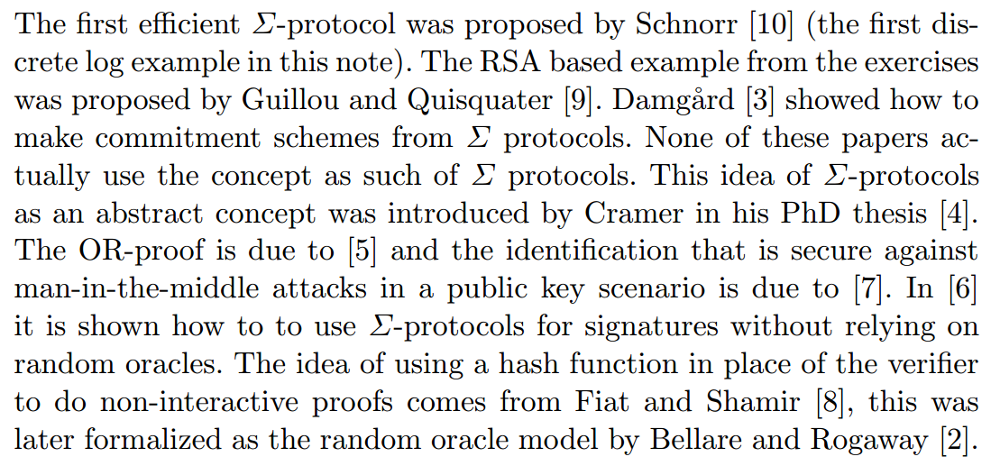 The first efficient Σ-protocol was proposed by Schnorr [10] (the first dis-
crete log example in this note). The RSA based example from the exercises
was proposed by Guillou and Quisquater [9]. Damgård [3] showed how to
make commitment schemes from Σ protocols. None of these papers ac-
tually use the concept as such of Σ protocols. This idea of Σ-protocols
as an abstract concept was introduced by Cramer in his PhD thesis [4].
The OR-proof is due to [5] and the identification that is secure against
man-in-the-middle attacks in a public key scenario is due to [7]. In [6]
it is shown how to to use Σ-protocols for signatures without relying on
random oracles. The idea of using a hash function in place of the verifier
to do non-interactive proofs comes from Fiat and Shamir [8], this was
later formalized as the random oracle model by Bellare and Rogaway [2].